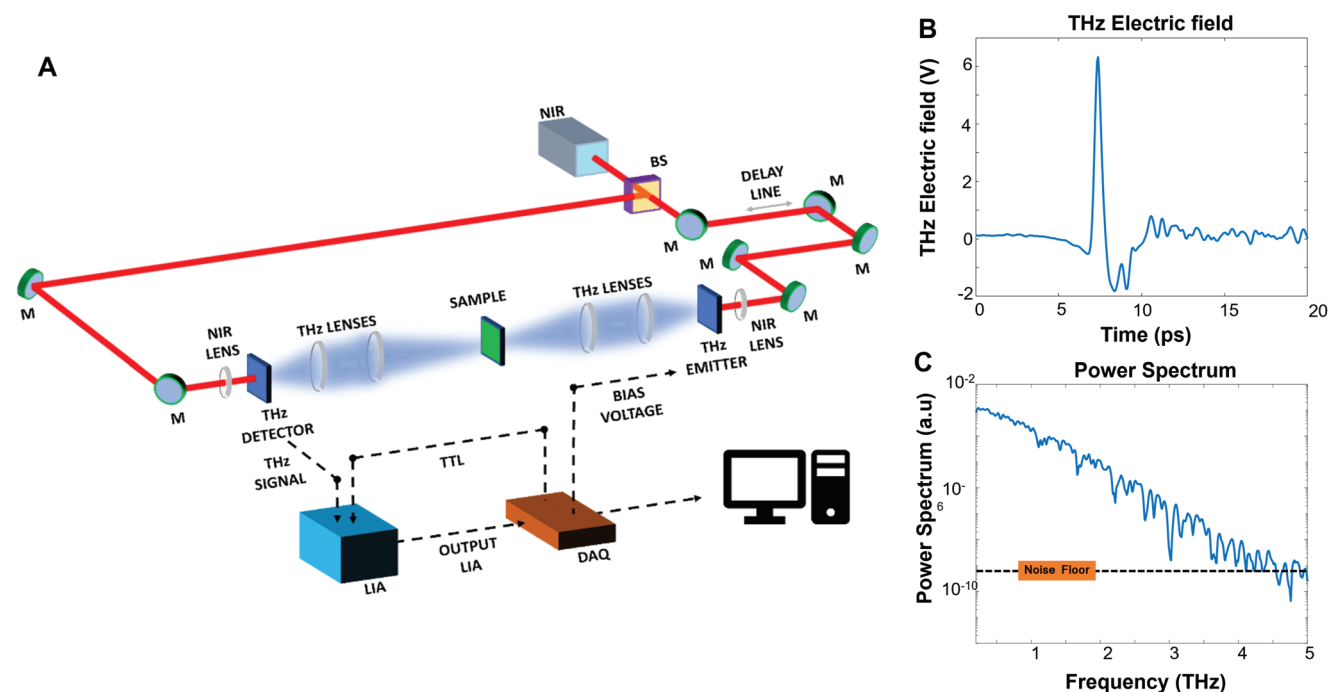 A
NIR
BS
DELAY
LINE
M
M
M
M
M
M
M
NIR
LENS
THz LENSES
SAMPLE
THz LENSES
THz
EMITTER
NIR
LENS
THz
DETECTOR
THz
SIGNAL
TTL
BIAS
VOLTAGE
OUTPUT
LIA
LIA
DAQ
B
THz Electric field
THz Electric field (V)
6
4
2
0
-2
0
5
10
15
20
Time (ps)
C
Power Spectrum
Power Spectrum (a.u)
10-2
10-
6
10-10
Noise Floor
1
2
3
4
5
Frequency (THz)